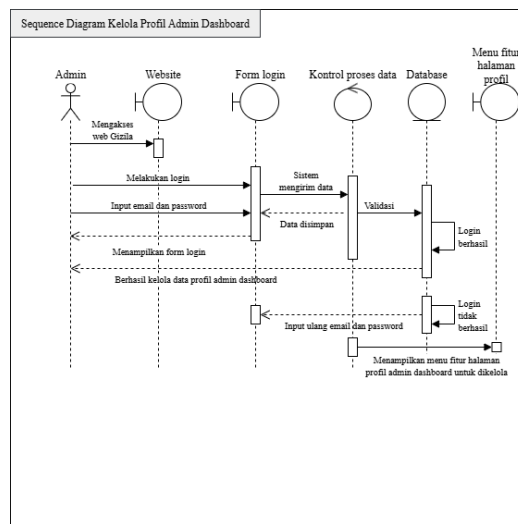 Sequence Diagram Kelola Profil Admin Dashboard
Menu fitur
halaman
profil
Admin
Website
Form login
Kontrol proses data
Database
Mengakses
web Gizila
Melakukan login
Sistem
mengirim data
Input email dan password
Validasi
Data disimpan
Login
berhasil
Menampilkan form login
Berhasil kelola data profil admin dashboard
Login
tidak
berhasil
Input ulang email dan password
Menampilkan menu fitur halaman
profil admin dashboard untuk dikelola